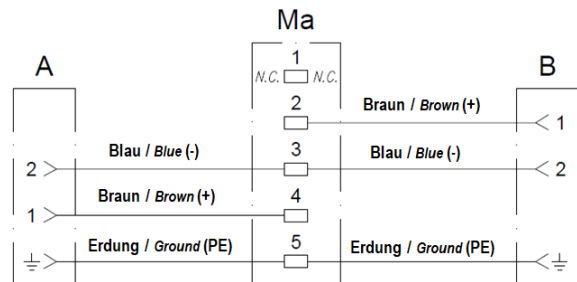 Ma
A
B
1
N.C. N.C.
2
Braun / Brown (+)
1
2
Blau / Blue (-)
3
Blau / Blue (-)
2
1
Braun / Brown (+)
4
Erdung / Ground (PE)
5
Erdung / Ground (PE)